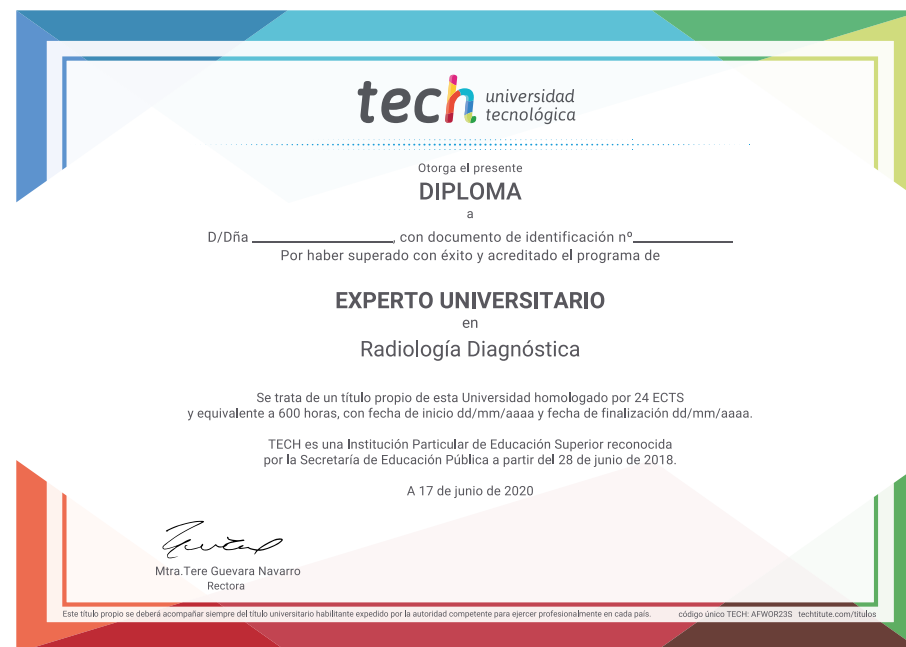 tech universidad
tecnológica
Otorga el presente
DIPLOMA
a
D/Dña ____________________, con documento de identificación nº______________
Por haber superado con éxito y acreditado el programa de
EXPERTO UNIVERSITARIO
en
Radiología Diagnóstica
Se trata de un título propio de esta Universidad homologado por 24 ECTS
y equivalente a 600 horas, con fecha de inicio dd/mm/aaaa y fecha de finalización dd/mm/aaaa.
TECH es una Institución Particular de Educación Superior reconocida
por la Secretaría de Educación Pública a partir del 28 de junio de 2018.
A 17 de junio de 2020
Mtra.Tere Guevara Navarro
Rectora
Este título propio se deberá acompañar siempre del título universitario habilitante expedido por la autoridad competente para ejercer profesionalmente en cada país. código único TECH: AFWOR23S techtitute.com/titulos